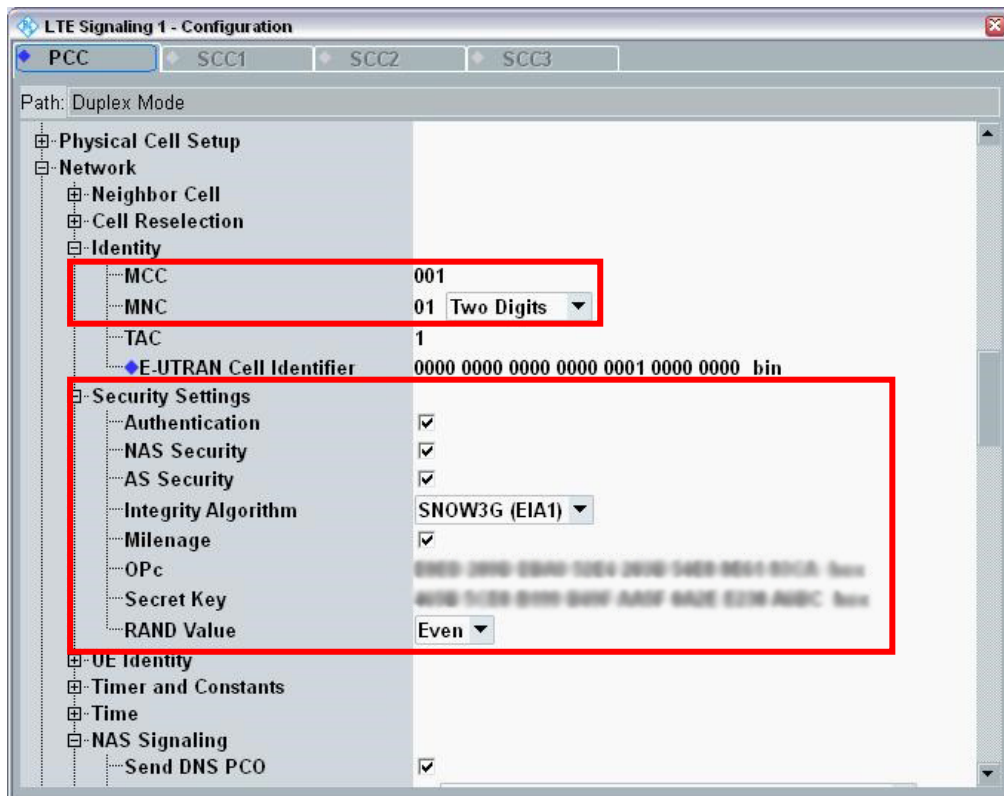 LTE Signaling 1 - Configuration
PCC SCC1 SCC2 SCC3
Path: Duplex Mode
Physical Cell Setup
Network
Neighbor Cell
Cell Reselection
Identity
MCC 001
MNC 01 Two Digits
TAC 1
E-UTRAN Cell Identifier 0000 0000 0000 0000 0001 0000 0000 bin
Security Settings
Authentication
NAS Security
AS Security
Integrity Algorithm SNOW3G (EIA1)
Milenage
OPc
Secret Key
RAND Value Even
UE Identity
Timer and Constants
Time
NAS Signaling
Send DNS PCO